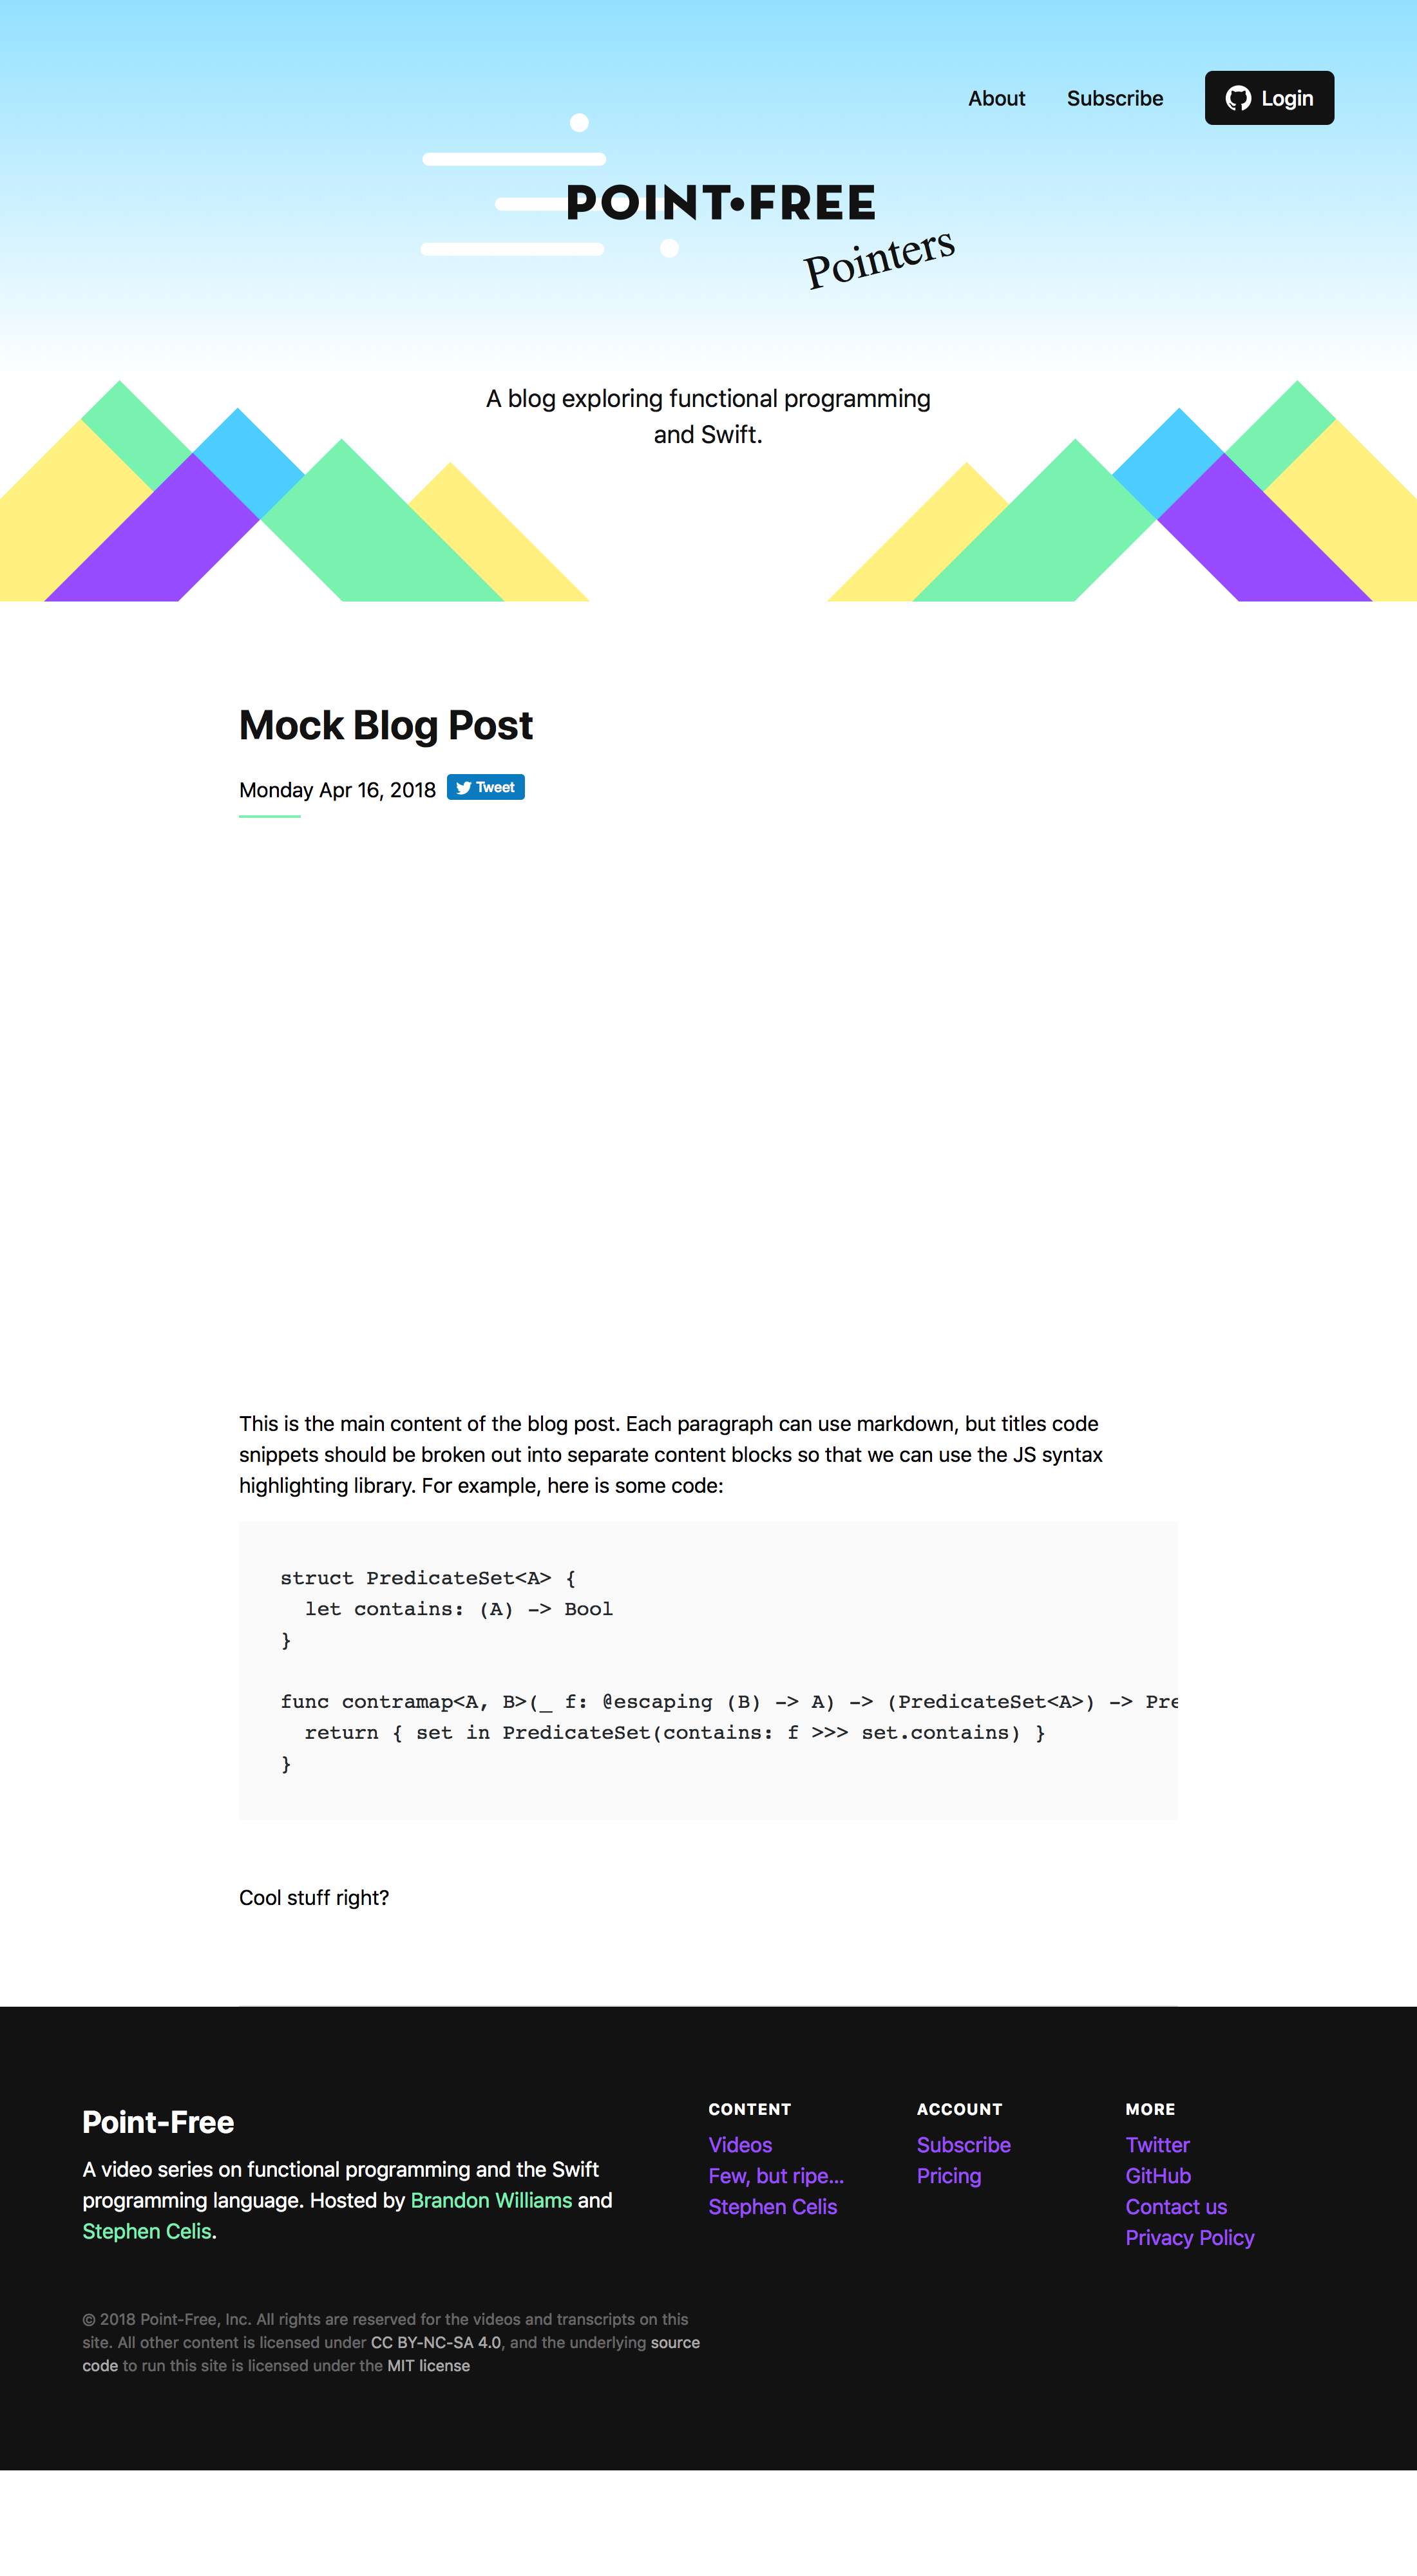 About Subscribe Login
POINT•FREE
Pointers
A blog exploring functional programming
and Swift.
Mock Blog Post
Monday Apr 16, 2018 Tweet
This is the main content of the blog post. Each paragraph can use markdown, but titles code
snippets should be broken out into separate content blocks so that we can use the JS syntax
highlighting library. For example, here is some code:
struct PredicateSet<A> {
  let contains: (A) -> Bool
}
func contramap<A, B>(_ f: @escaping (B) -> A) -> (PredicateSet<A>) -> Pre
  return { set in PredicateSet(contains: f >>> set.contains) }
}
Cool stuff right?
Point-Free
A video series on functional programming and the Swift
programming language. Hosted by Brandon Williams and
Stephen Celis.
CONTENT
Videos
Few, but ripe...
Stephen Celis
ACCOUNT
Subscribe
Pricing
MORE
Twitter
GitHub
Contact us
Privacy Policy
© 2018 Point-Free, Inc. All rights are reserved for the videos and transcripts on this
site. All other content is licensed under CC BY-NC-SA 4.0, and the underlying source
code to run this site is licensed under the MIT license